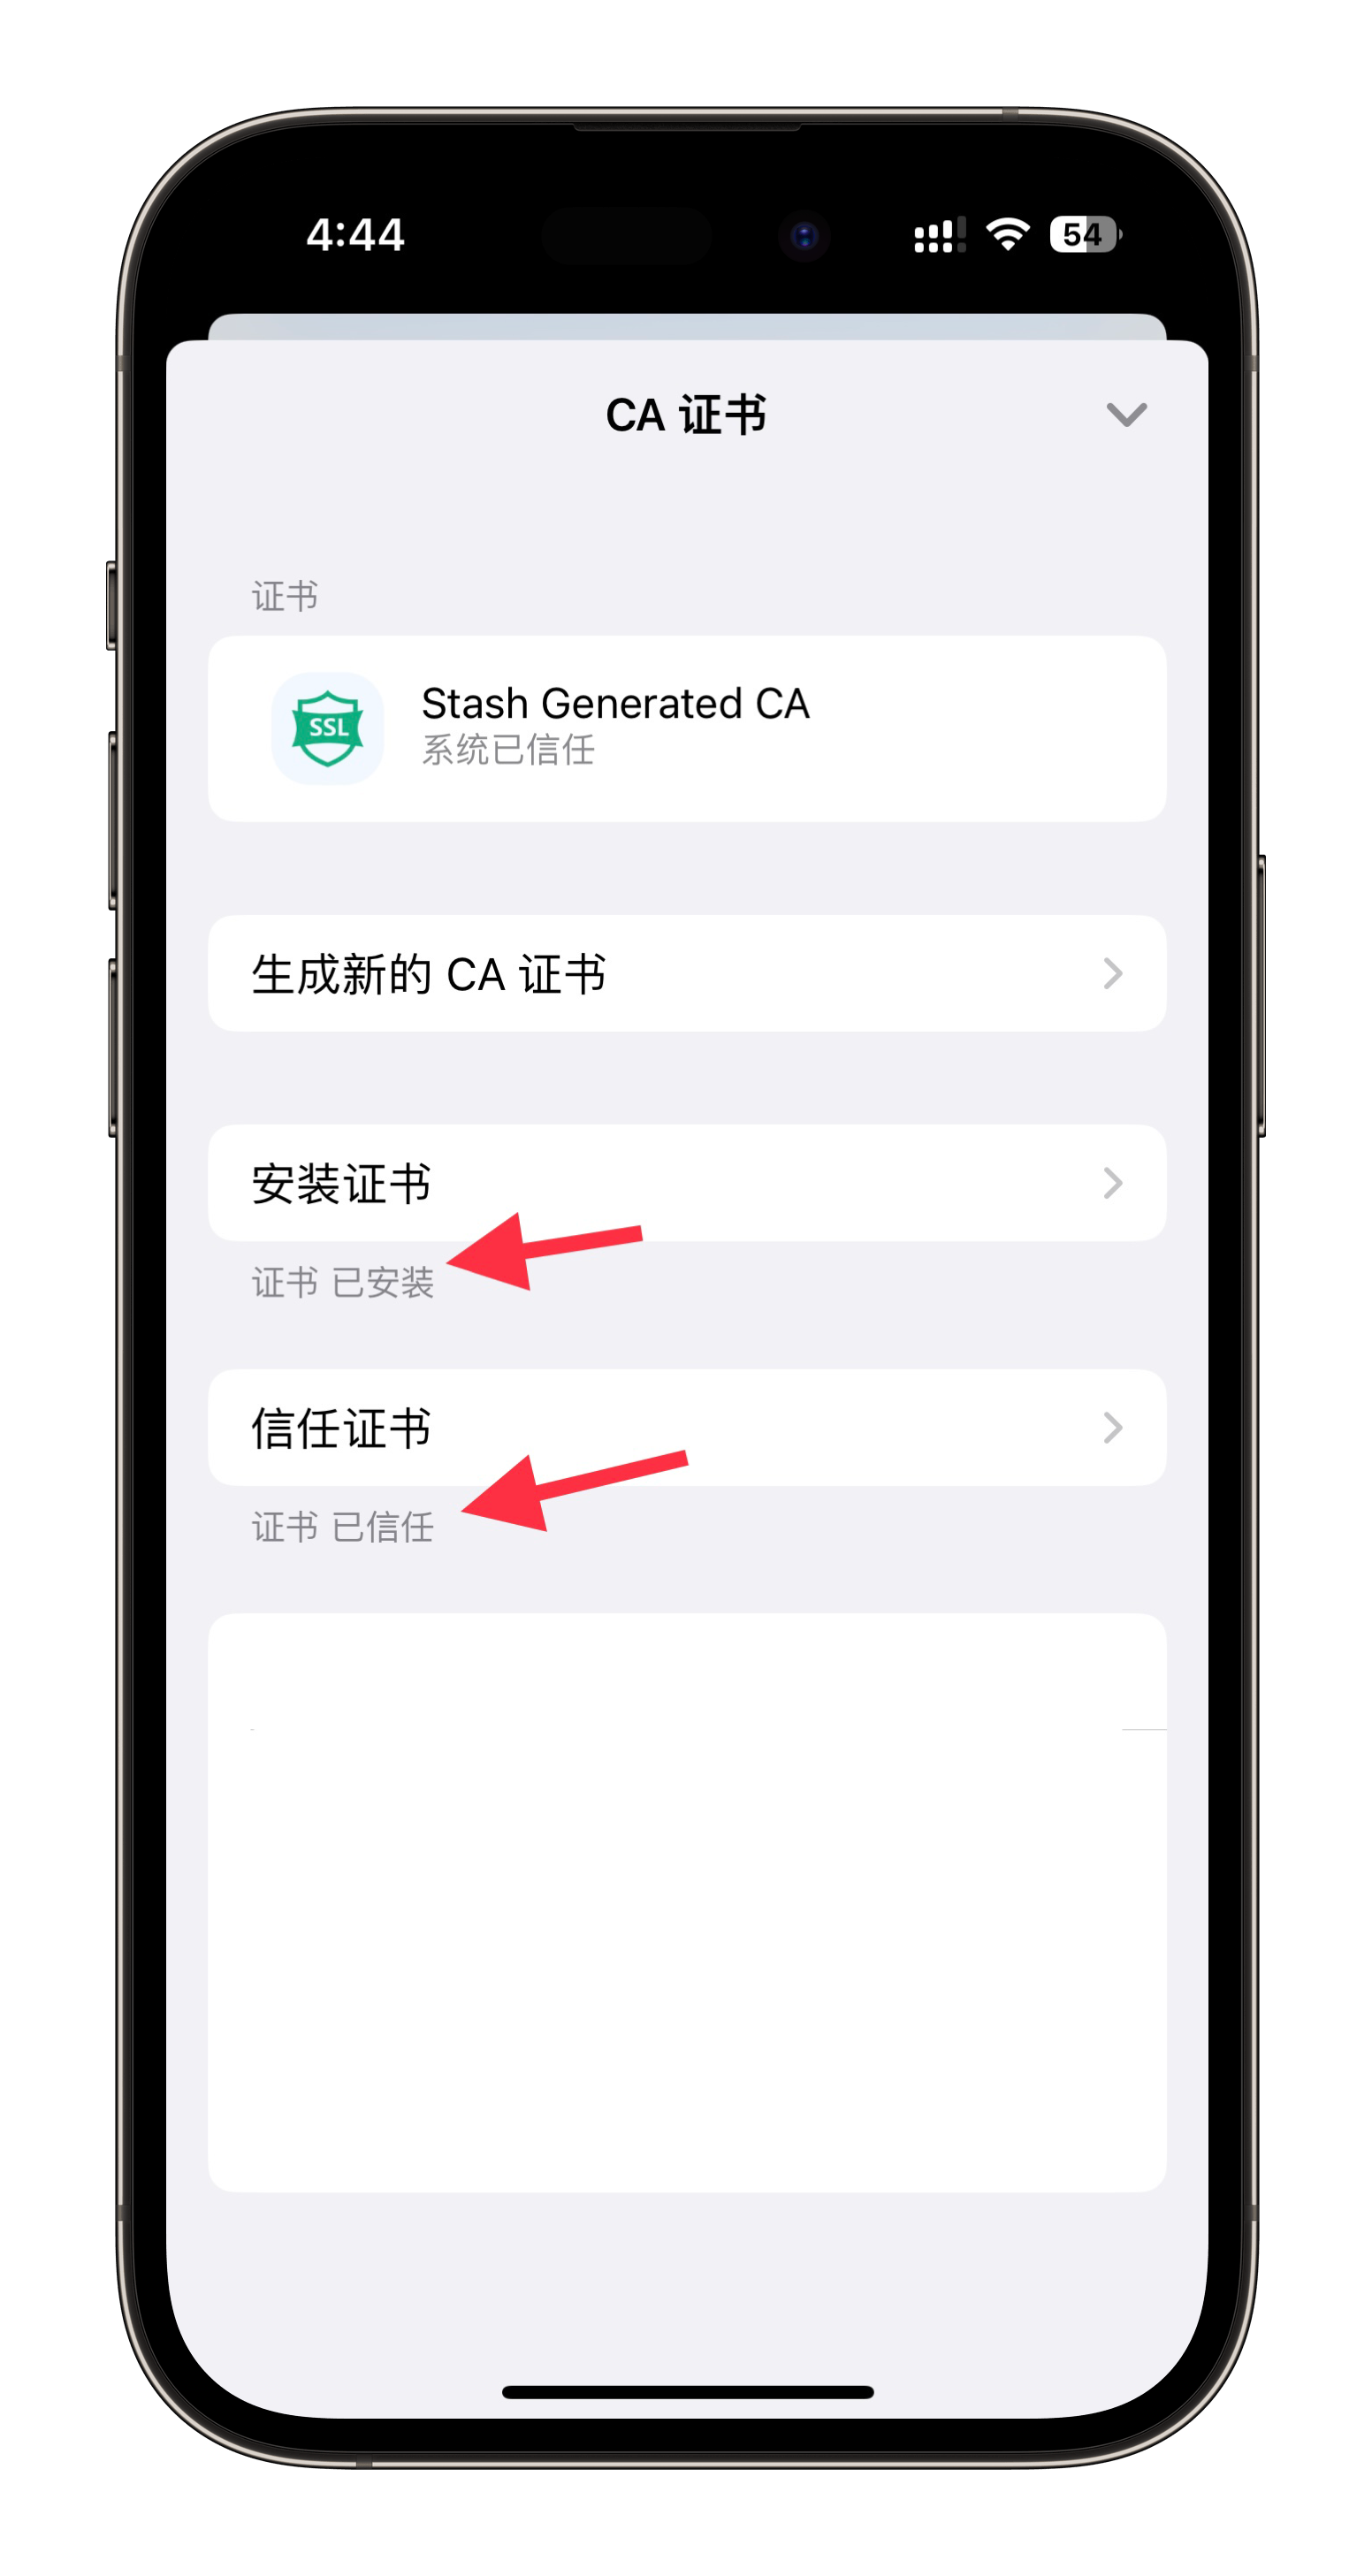 4:44
54
CA 证书
证书
SSL
Stash Generated CA
系统已信任
生成新的 CA 证书
安装证书
证书 已安装
信任证书
证书 已信任